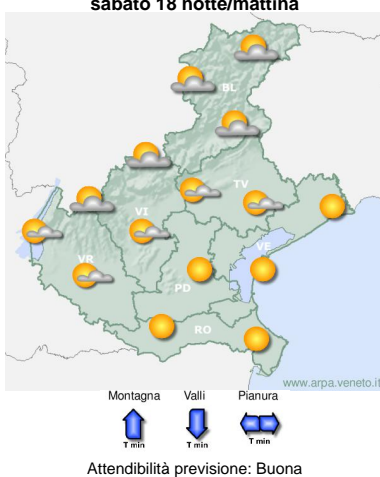 sabato 18 notte/mattina
BL
TV
VI
VE
VR
PD
RO
www.arpa.veneto.it
Montagna Valli Pianura
T min T min T min
Attendibilità previsione: Buona